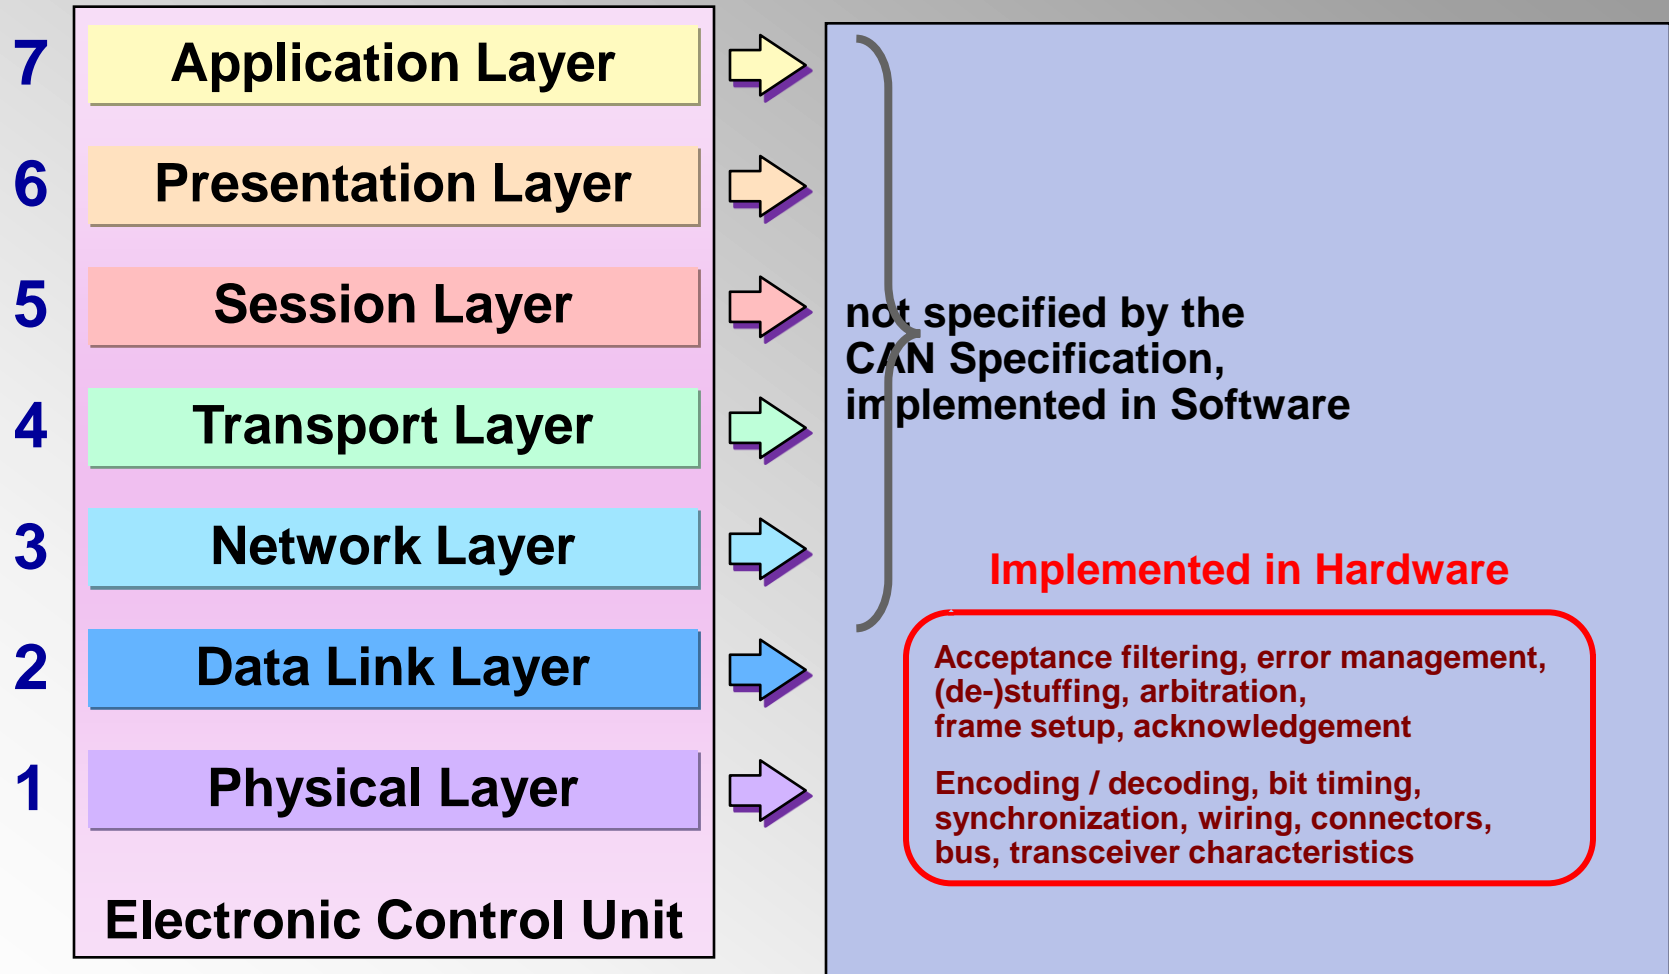 7
Application Layer
6
Presentation Layer
5
Session Layer
4
Transport Layer
3
Network Layer
2
Data Link Layer
1
Physical Layer
Electronic Control Unit
not specified by the
CAN Specification,
implemented in Software
Implemented in Hardware
Acceptance filtering, error management,
(de-)stuffing, arbitration,
frame setup, acknowledgement
Encoding / decoding, bit timing,
synchronization, wiring, connectors,
bus, transceiver characteristics